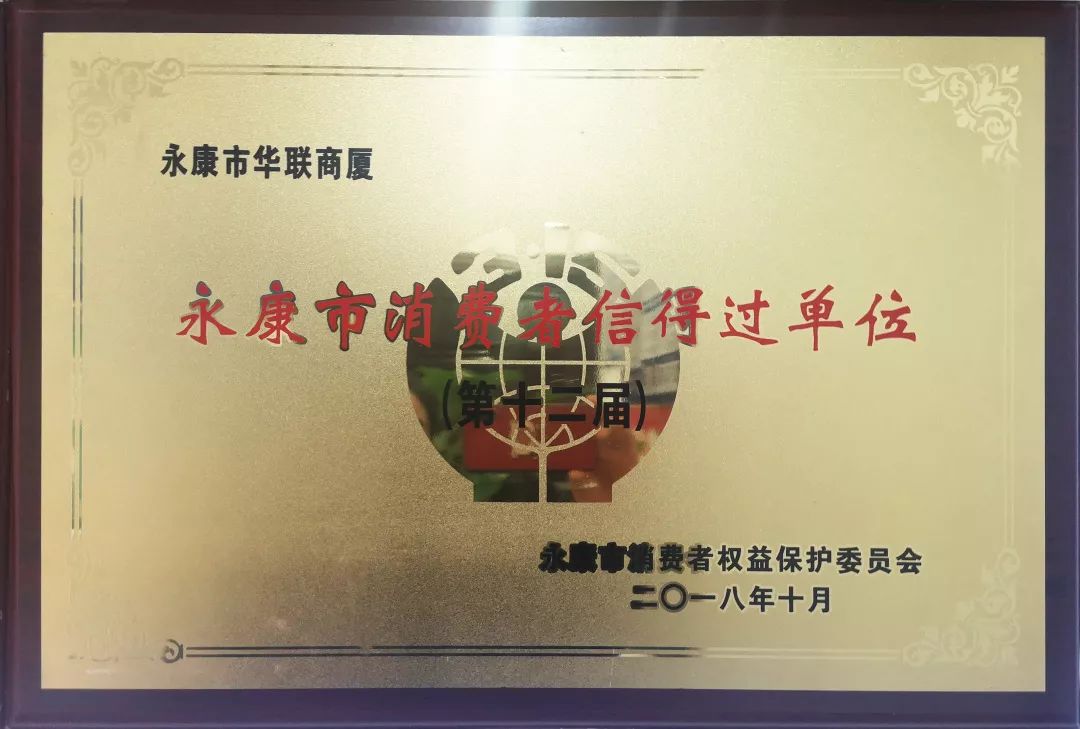 永康市华联商厦
永康市消费者信得过单位
(第十二届)
永康市消费者权益保护委员会
二〇一八年十月